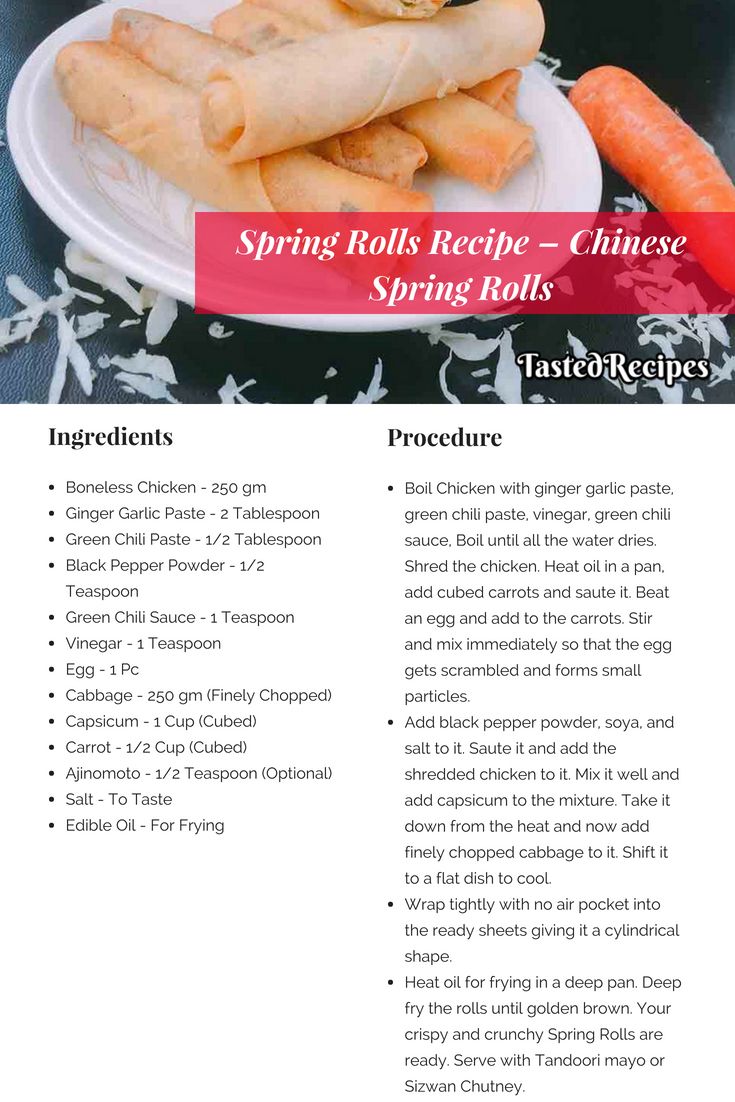 Spring Rolls Recipe – Chinese
Spring Rolls
TastedRecipes
Ingredients
• Boneless Chicken - 250 gm
• Ginger Garlic Paste - 2 Tablespoon
• Green Chili Paste - 1/2 Tablespoon
• Black Pepper Powder - 1/2
Teaspoon
• Green Chili Sauce - 1 Teaspoon
• Vinegar - 1 Teaspoon
• Egg - 1 Pc
• Cabbage - 250 gm (Finely Chopped)
• Capsicum - 1 Cup (Cubed)
• Carrot - 1/2 Cup (Cubed)
• Ajinomoto - 1/2 Teaspoon (Optional)
• Salt - To Taste
• Edible Oil - For Frying
Procedure
• Boil Chicken with ginger garlic paste,
green chili paste, vinegar, green chili
sauce, Boil until all the water dries.
Shred the chicken. Heat oil in a pan,
add cubed carrots and saute it. Beat
an egg and add to the carrots. Stir
and mix immediately so that the egg
gets scrambled and forms small
particles.
• Add black pepper powder, soya, and
salt to it. Saute it and add the
shredded chicken to it. Mix it well and
add capsicum to the mixture. Take it
down from the heat and now add
finely chopped cabbage to it. Shift it
to a flat dish to cool.
• Wrap tightly with no air pocket into
the ready sheets giving it a cylindrical
shape.
• Heat oil for frying in a deep pan. Deep
fry the rolls until golden brown. Your
crispy and crunchy Spring Rolls are
ready. Serve with Tandoori mayo or
Sizwan Chutney.